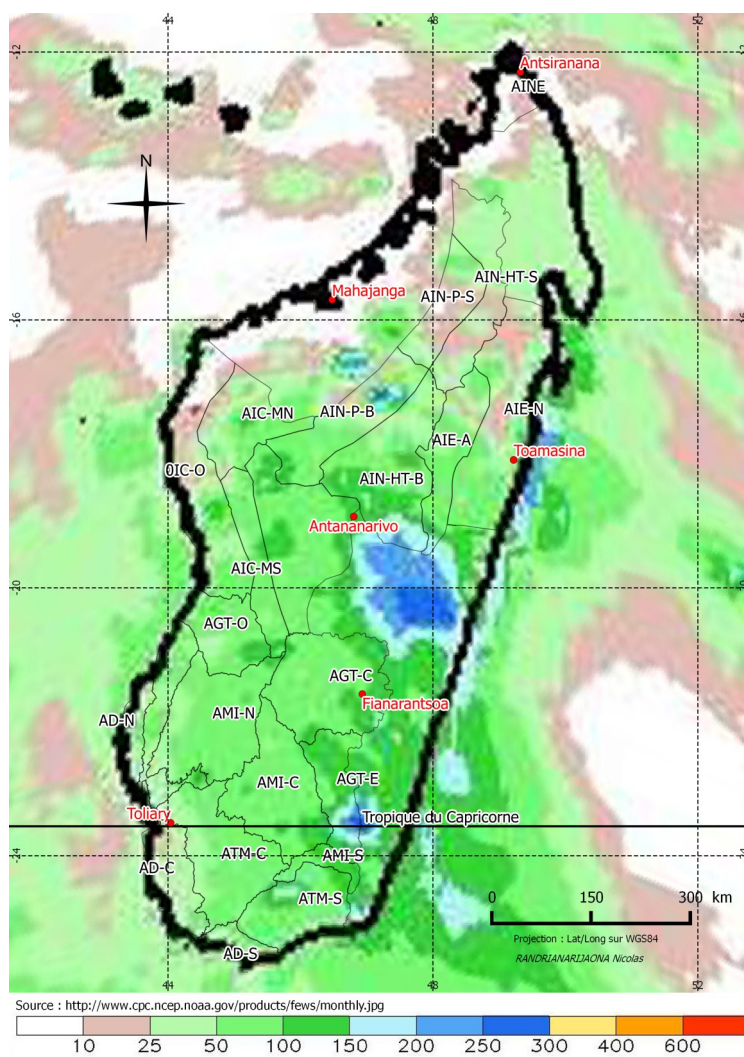 44
48
52
-12
Antsiranana
AINE
N
AIN-HT-S
Mahajanga
AIN-P-S
-16
-16
AIC-MN
AIN-P-B
AIE-N
AIE-A
Toamasina
0IC-O
AIN-HT-B
Antananarivo
AIC-MS
-20
-20
AGT-O
AGT-C
Fianarantsoa
AD-N
AMI-N
AMI-C
AGT-E
Toliary
Tropique du Capricorne
ATM-C
AMI-S
-24
AD-C
ATM-S
0 150 300 km
Projection : Lat/Long sur WGS84
AD-S
RANDRIANARIJAONA Nicolas
44
48
52
Source : http://www.cpc.ncep.noaa.gov/products/fews/monthly.jpg
10 25 50 100 150 200 250 300 400 600